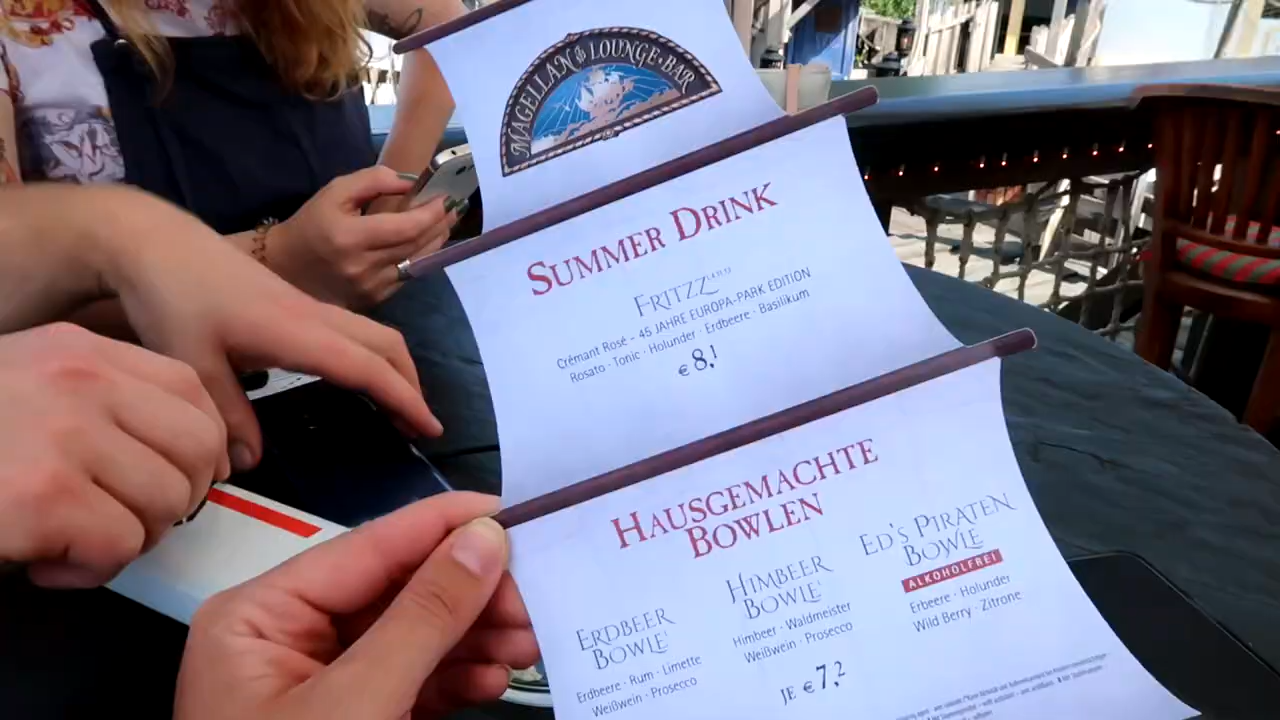 MAGELLAN LOUNGE·BAR
SUMMER DRINK
FRITZZ
Crémant Rosé - 45 JAHRE EUROPA-PARK EDITION
Rosato · Tonic · Holunder · Erdbeere · Basilikum
€ 8,1
HAUSGEMACHTE
BOWLEN
ERDBEER
BOWLE
Erdbeere · Rum · Limette
Weißwein · Prosecco
HIMBEER
BOWLE
Himbeer · Waldmeister
Weißwein · Prosecco
ED'S PIRATEN
BOWLE
ALKOHOLFREI
Erbeere · Holunder
Wild Berry · Zitrone
JE € 7,2